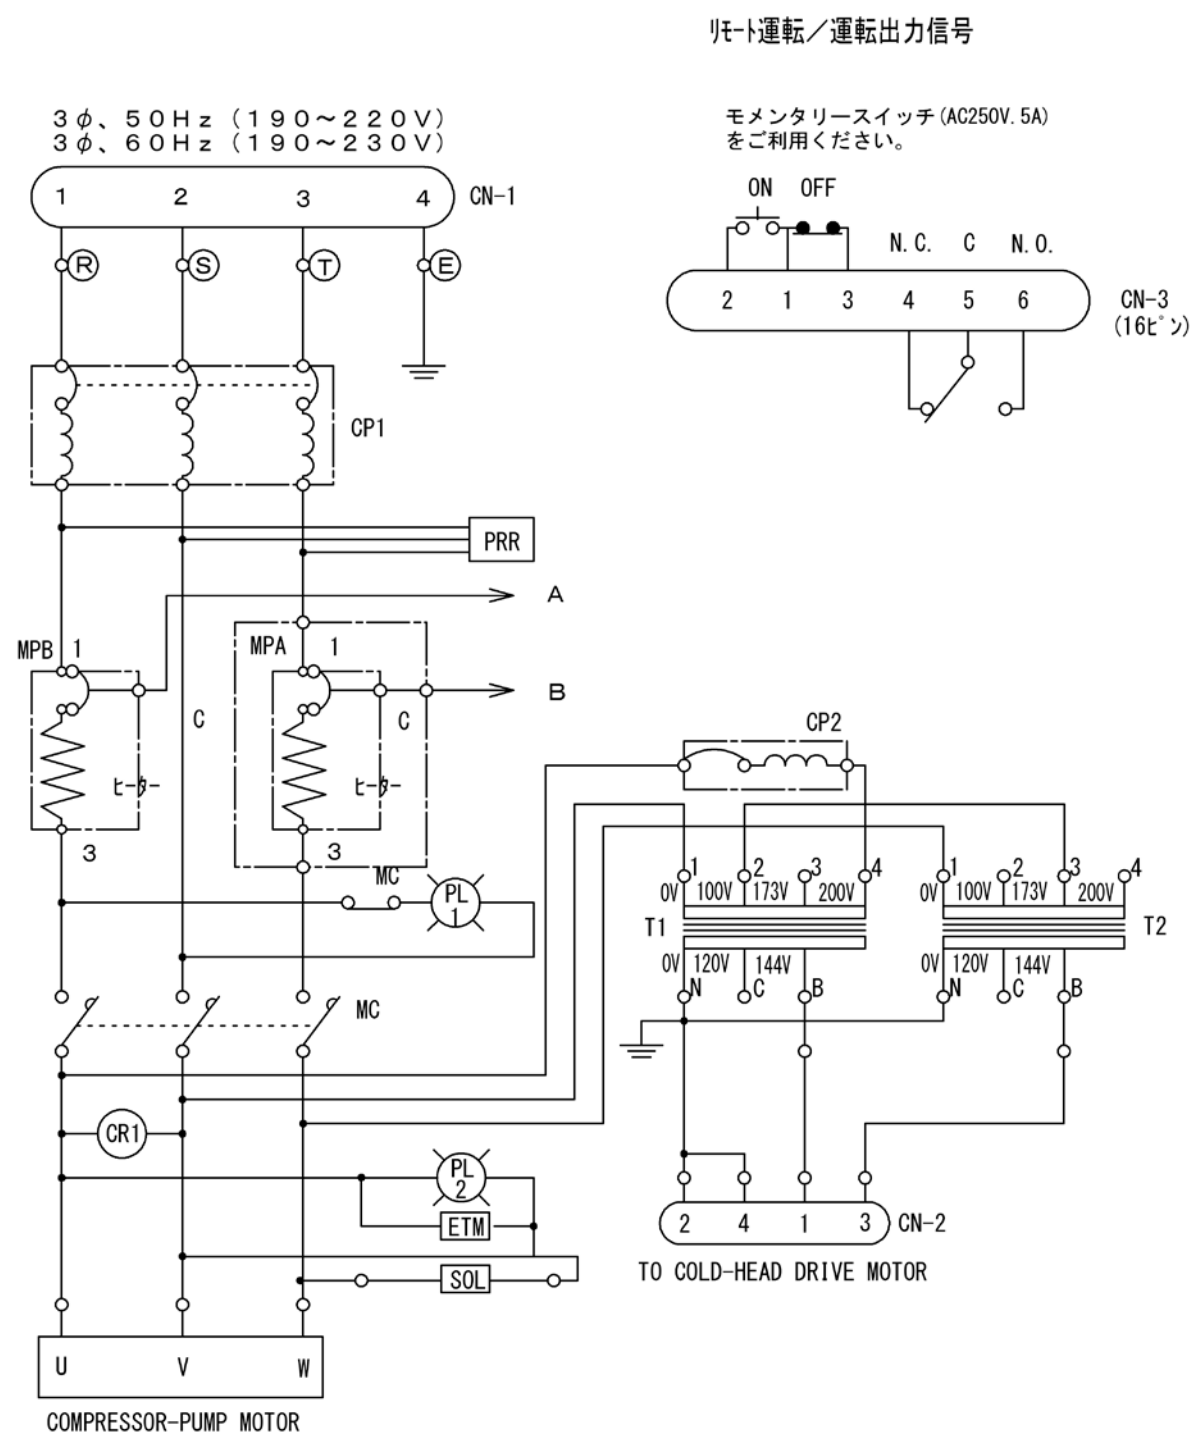 リモート運転／運転出力信号
3φ、50Hz (190～220V)
3φ、60Hz (190～230V)
モメンタリースイッチ(AC250V.5A)
をご利用ください。
1 2 3 4 CN-1
R S T E
ON OFF
N.C. C N.O.
2 1 3 4 5 6 CN-3
(16ピン)
CP1
PRR
A
MPB 1
MPA 1
B
C
C
ヒーター
ヒーター
3
3
CP2
MC
PL
1
1 2 3 4
0V 100V 173V 200V
T1
0V 120V 144V
N C B
1 2 3 4
0V 100V 173V 200V
T2
0V 120V 144V
N C B
MC
CR1
PL
2
ETM
SOL
2 4 1 3 CN-2
TO COLD-HEAD DRIVE MOTOR
U V W
COMPRESSOR-PUMP MOTOR